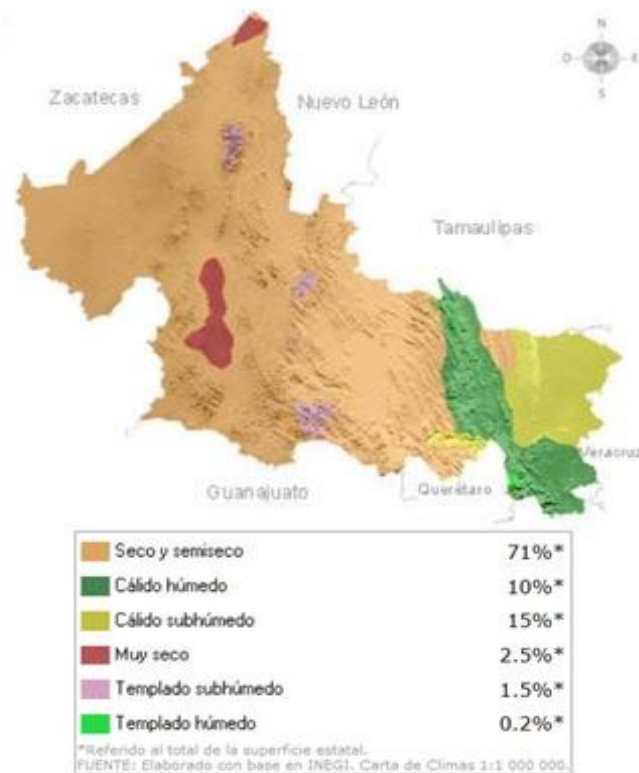 N
O E
S
Zacatecas
Nuevo León
Tamaulipas
Veracruz
Guanajuato
Querétaro
Seco y semiseco 71%*
Cálido húmedo 10%*
Cálido subhúmedo 15%*
Muy seco 2.5%*
Templado subhúmedo 1.5%*
Templado húmedo 0.2%*
*Referido al total de la superficie estatal.
FUENTE: Elaborado con base en INEGI. Carta de Climas 1:1 000 000.